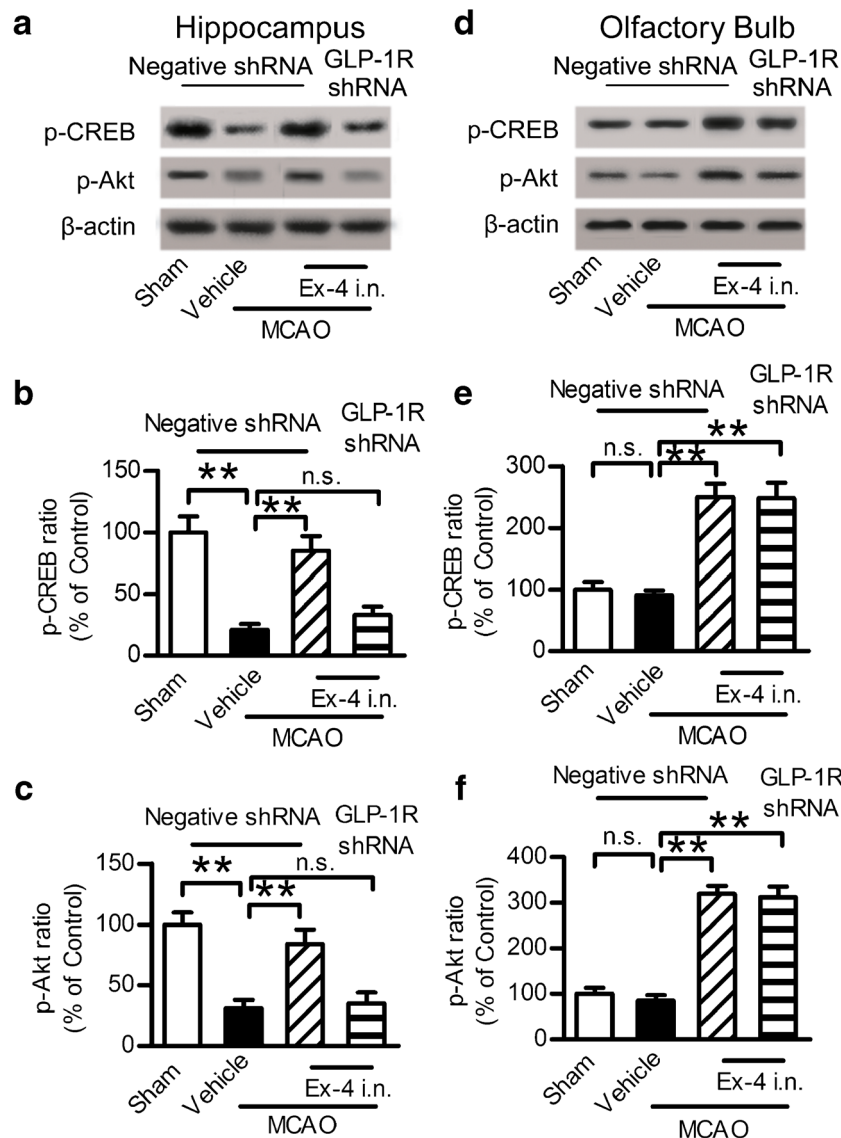 a
Hippocampus
Negative shRNA
GLP-1R
shRNA
p-CREB
p-Akt
β-actin
Sham
Vehicle
Ex-4 i.n.
MCAO
d
Olfactory Bulb
Negative shRNA
GLP-1R
shRNA
p-CREB
p-Akt
β-actin
Sham
Vehicle
Ex-4 i.n.
MCAO
b
Negative shRNA
GLP-1R
shRNA
p-CREB ratio
(% of Control)
150
100
50
0
**
**
n.s.
Sham
Vehicle
Ex-4 i.n.
MCAO
e
Negative shRNA
GLP-1R
shRNA
p-CREB ratio
(% of Control)
300
200
100
0
n.s.
**
**
Sham
Vehicle
Ex-4 i.n.
MCAO
c
Negative shRNA
GLP-1R
shRNA
p-Akt ratio
(% of Control)
150
100
50
0
**
**
n.s.
Sham
Vehicle
Ex-4 i.n.
MCAO
f
Negative shRNA
GLP-1R
shRNA
p-Akt ratio
(% of Control)
400
300
200
100
0
n.s.
**
**
Sham
Vehicle
Ex-4 i.n.
MCAO